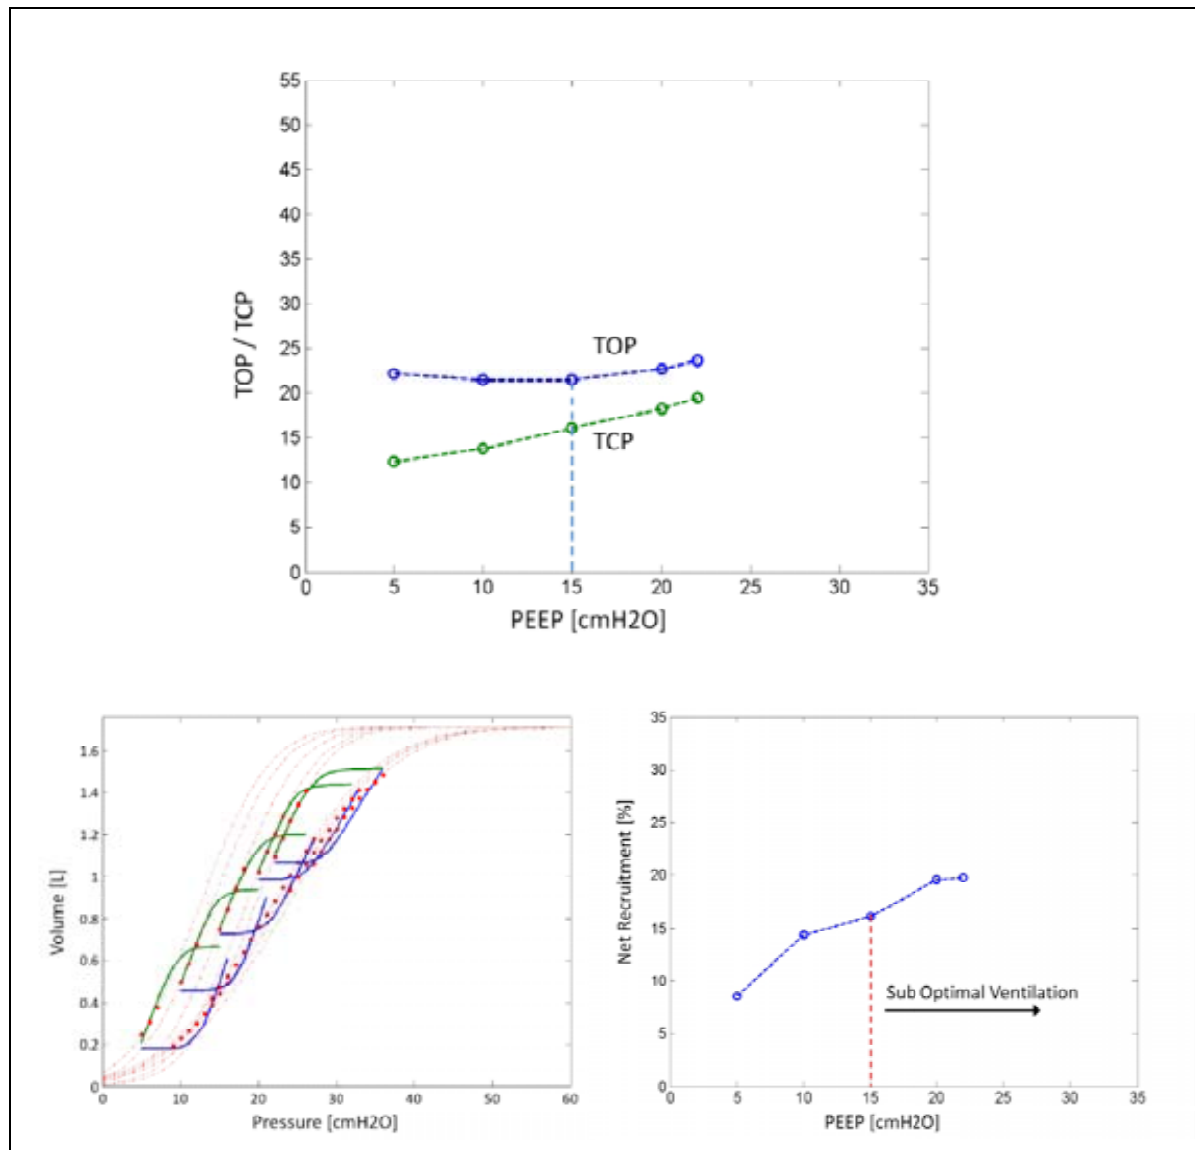 55
50
45
40
35
30
25
20
15
10
5
0
TOP / TCP
TOP
TCP
0 5 10 15 20 25 30 35
PEEP [cmH2O]
1.6
1.4
1.2
1
0.8
0.6
0.4
0.2
0
Volume [L]
0 10 20 30 40 50 60
Pressure [cmH2O]
35
30
25
20
15
10
5
0
Net Recruitment [%]
Sub Optimal Ventilation
0 5 10 15 20 25 30 35
PEEP [cmH2O]